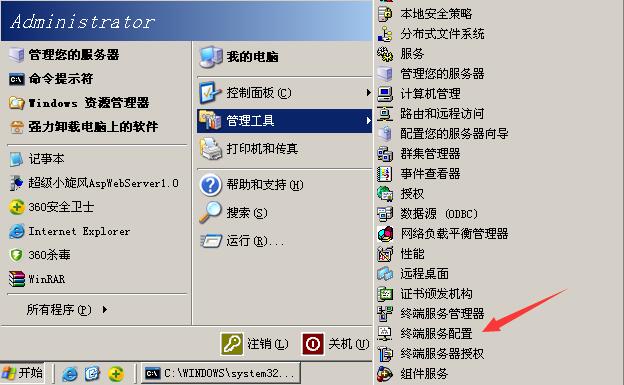 Administrator
管理您的服务器
命令提示符
Windows 资源管理器
强力卸载电脑上的软件
记事本
超级小旋风AspWebServer1.0
360安全卫士
Internet Explorer
360杀毒
WinRAR
所有程序(P)
我的电脑
控制面板(C)
管理工具
打印机和传真
帮助和支持(H)
搜索(S)
运行(R)...
注销(L)
关机(U)
本地安全策略
分布式文件系统
服务
管理您的服务器
计算机管理
路由和远程访问
配置您的服务器向导
群集管理器
事件查看器
授权
数据源 (ODBC)
网络负载平衡管理器
性能
远程桌面
证书颁发机构
终端服务管理器
终端服务配置
终端服务器授权
组件服务
开始
C:\WINDOWS\system32...